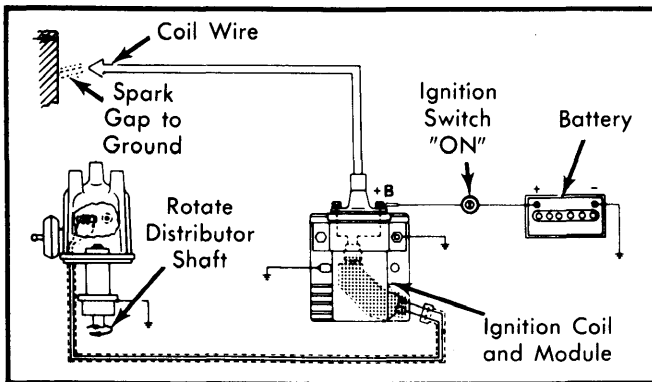 Coil Wire
Spark
Gap to
Ground
Ignition
Switch
"ON"
Battery
+B
+
-
Rotate
Distributor
Shaft
Ignition Coil
and Module